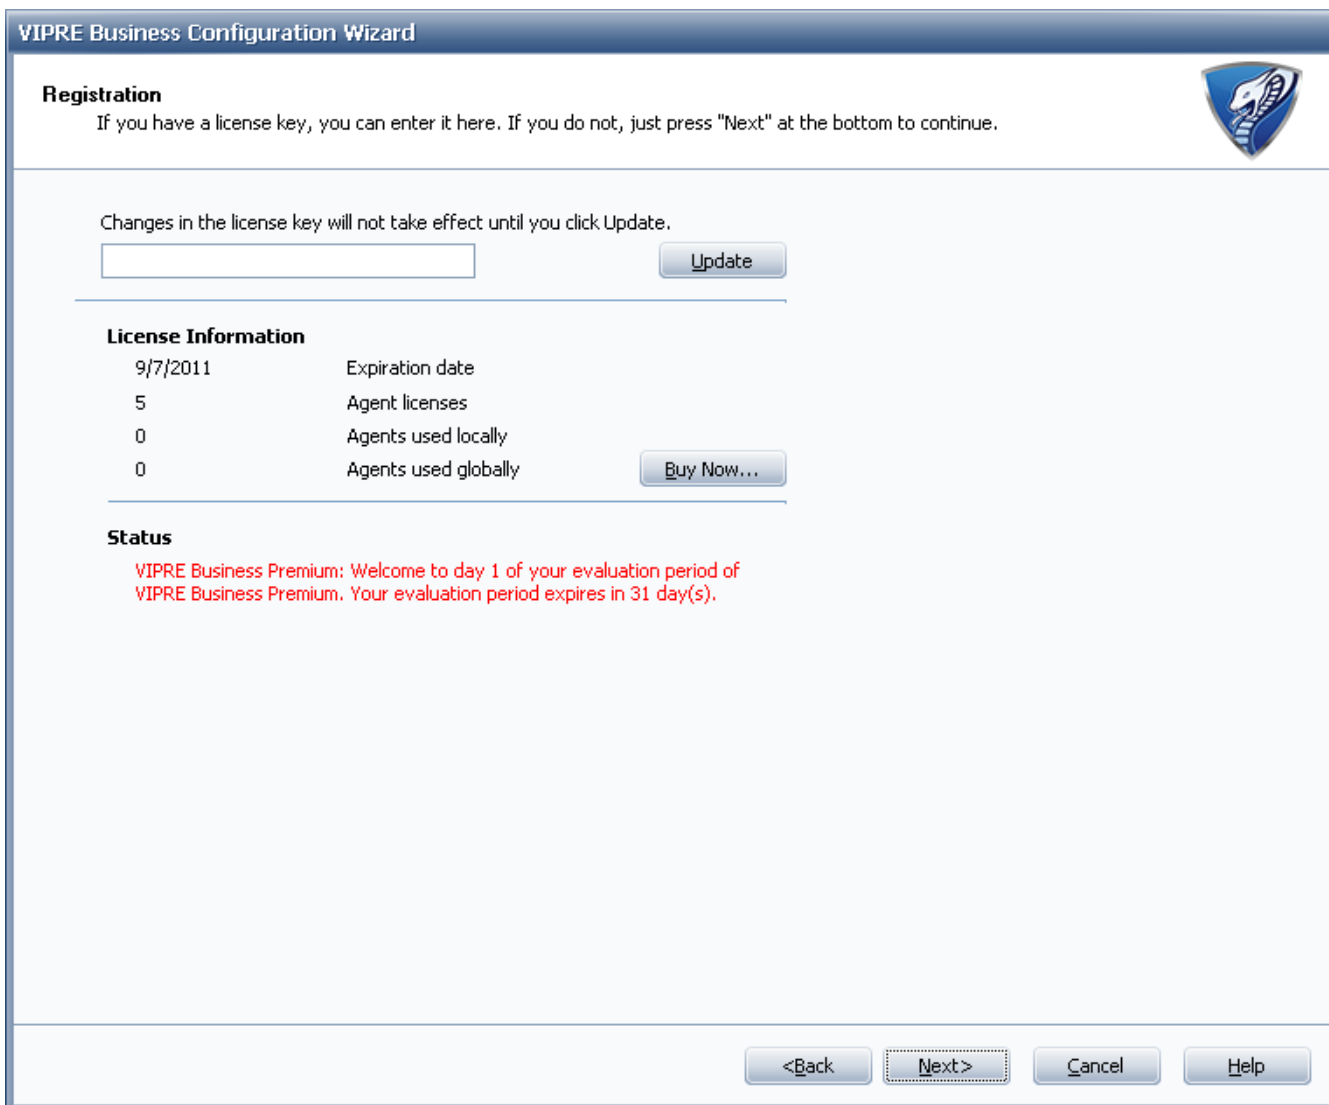 VIPRE Business Configuration Wizard
Registration
If you have a license key, you can enter it here. If you do not, just press "Next" at the bottom to continue.
Changes in the license key will not take effect until you click Update.
Update
License Information
9/7/2011 Expiration date
5 Agent licenses
0 Agents used locally
0 Agents used globally
Buy Now...
Status
VIPRE Business Premium: Welcome to day 1 of your evaluation period of
VIPRE Business Premium. Your evaluation period expires in 31 day(s).
<Back Next> Cancel Help